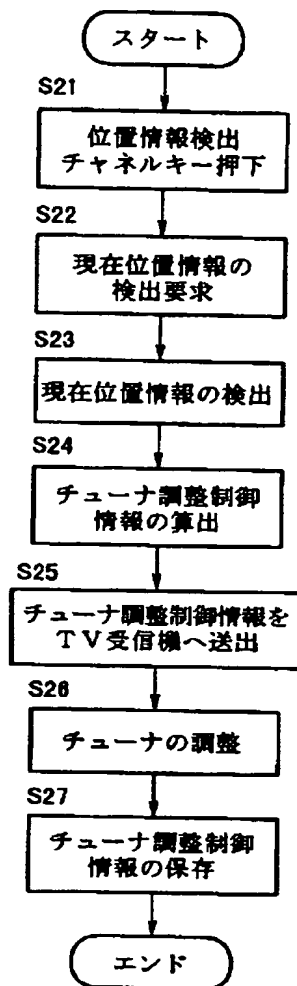 スタート
S21
位置情報検出
チャネルキー押下
S22
現在位置情報の
検出要求
S23
現在位置情報の検出
S24
チューナ調整制御
情報の算出
S25
チューナ調整制御情報を
TV受信機へ送出
S26
チューナの調整
S27
チューナ調整制御
情報の保存
エンド